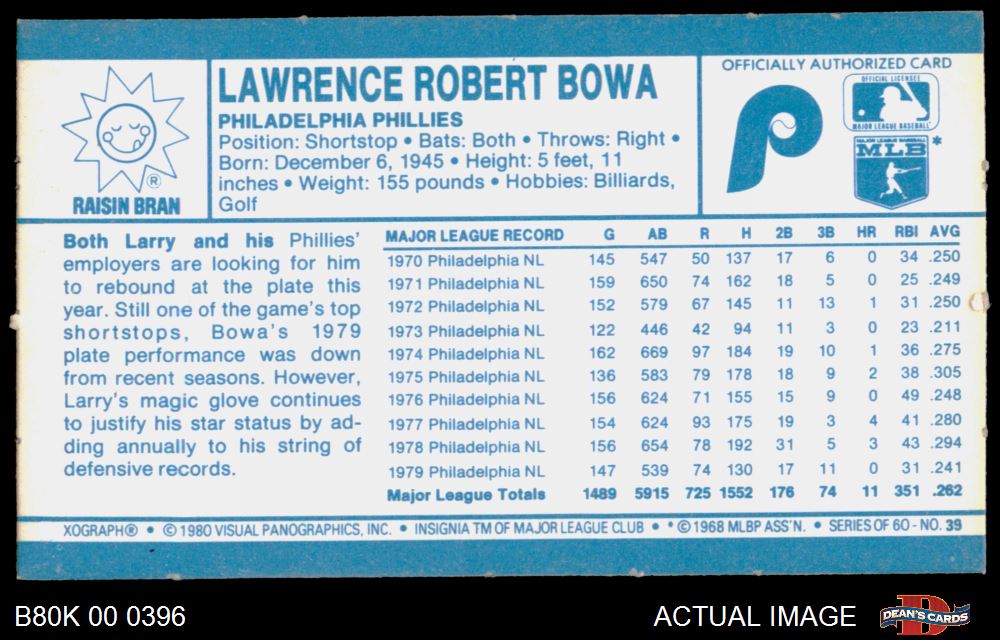 LAWRENCE ROBERT BOWA
PHILADELPHIA PHILLIES
Position: Shortstop • Bats: Both • Throws: Right •
Born: December 6, 1945 • Height: 5 feet, 11
inches • Weight: 155 pounds • Hobbies: Billiards,
Golf
®
RAISIN BRAN
OFFICIALLY AUTHORIZED CARD
OFFICIAL LICENSEE
MAJOR LEAGUE BASEBALL
MAJOR LEAGUE BASEBALL
MLB *
P
Both Larry and his Phillies'
employers are looking for him
to rebound at the plate this
year. Still one of the game's top
shortstops, Bowa's 1979
plate performance was down
from recent seasons. However,
Larry's magic glove continues
to justify his star status by ad-
ding annually to his string of
defensive records.
MAJOR LEAGUE RECORD G AB R H 2B 3B HR RBI AVG
1970 Philadelphia NL 145 547 50 137 17 6 0 34 .250
1971 Philadelphia NL 159 650 74 162 18 5 0 25 .249
1972 Philadelphia NL 152 579 67 145 11 13 1 31 .250
1973 Philadelphia NL 122 446 42 94 11 3 0 23 .211
1974 Philadelphia NL 162 669 97 184 19 10 1 36 .275
1975 Philadelphia NL 136 583 79 178 18 9 2 38 .305
1976 Philadelphia NL 156 624 71 155 15 9 0 49 .248
1977 Philadelphia NL 154 624 93 175 19 3 4 41 .280
1978 Philadelphia NL 156 654 78 192 31 5 3 43 .294
1979 Philadelphia NL 147 539 74 130 17 11 0 31 .241
Major League Totals 1489 5915 725 1552 176 74 11 351 .262
XOGRAPH® • © 1980 VISUAL PANOGRAPHICS, INC. • INSIGNIA TM OF MAJOR LEAGUE CLUB • * © 1968 MLBP ASS'N. • SERIES OF 60 - NO. 39
B80K 00 0396
ACTUAL IMAGE
D
DEAN'S CARDS